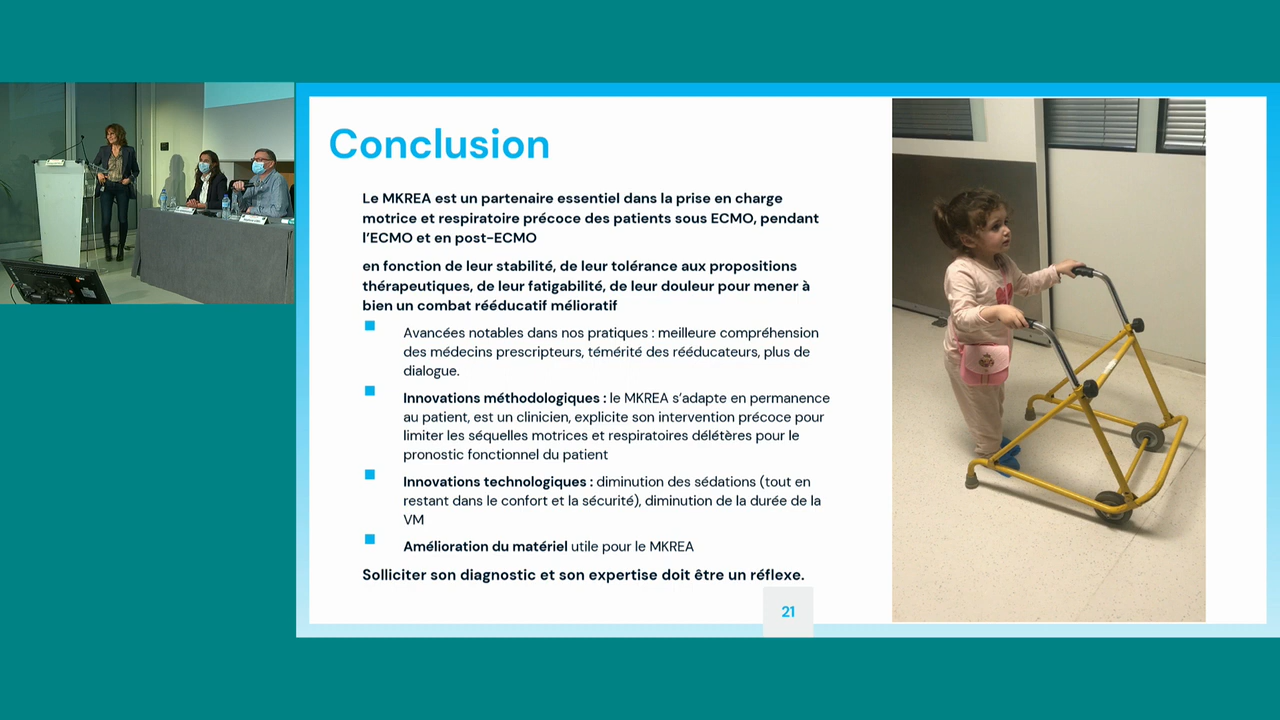 Conclusion
Le MKREA est un partenaire essentiel dans la prise en charge
motrice et respiratoire précoce des patients sous ECMO, pendant
l’ECMO et en post-ECMO
en fonction de leur stabilité, de leur tolérance aux propositions
thérapeutiques, de leur fatigabilité, de leur douleur pour mener à
bien un combat rééducatif mélioratif
Avancées notables dans nos pratiques : meilleure compréhension
des médecins prescripteurs, témérité des rééducateurs, plus de
dialogue.
Innovations méthodologiques : le MKREA s’adapte en permanence
au patient, est un clinicien, explicite son intervention précoce pour
limiter les séquelles motrices et respiratoires délétères pour le
pronostic fonctionnel du patient
Innovations technologiques : diminution des sédations (tout en
restant dans le confort et la sécurité), diminution de la durée de la
VM
Amélioration du matériel utile pour le MKREA
Solliciter son diagnostic et son expertise doit être un réflexe.
21